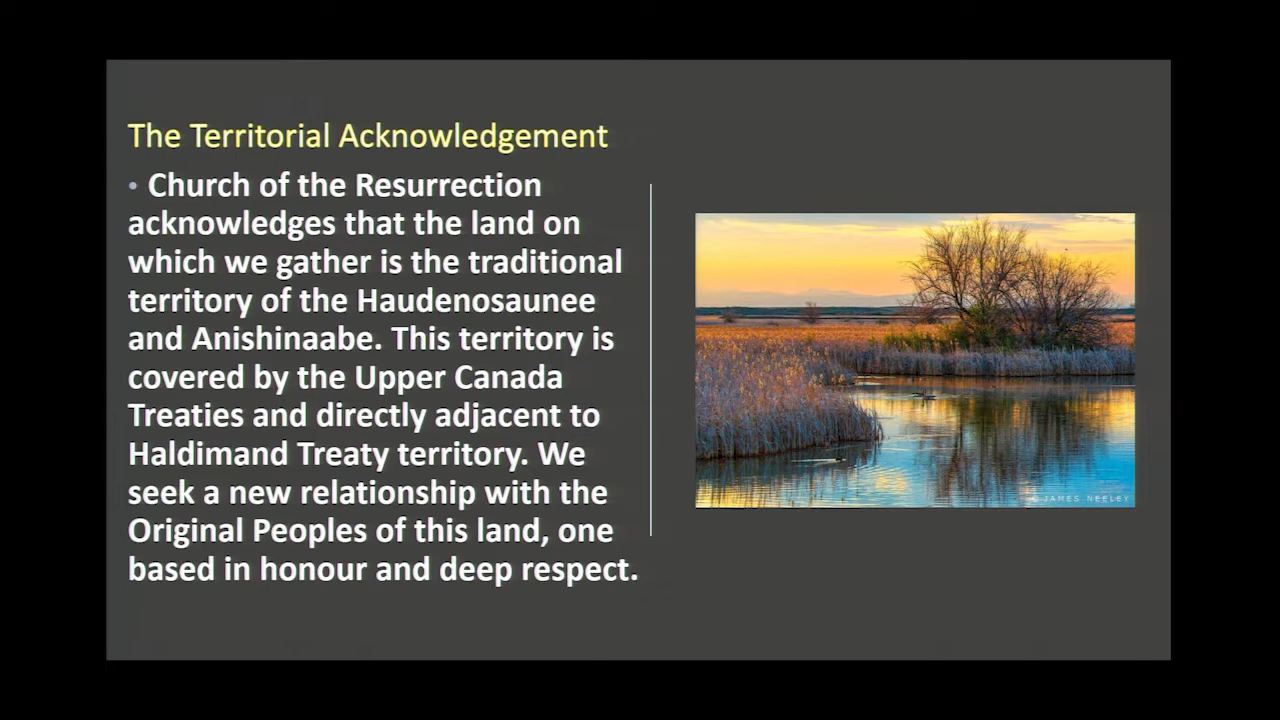 The Territorial Acknowledgement
• Church of the Resurrection
acknowledges that the land on
which we gather is the traditional
territory of the Haudenosaunee
and Anishinaabe. This territory is
covered by the Upper Canada
Treaties and directly adjacent to
Haldimand Treaty territory. We
seek a new relationship with the
Original Peoples of this land, one
based in honour and deep respect.
© JAMES NEELEY